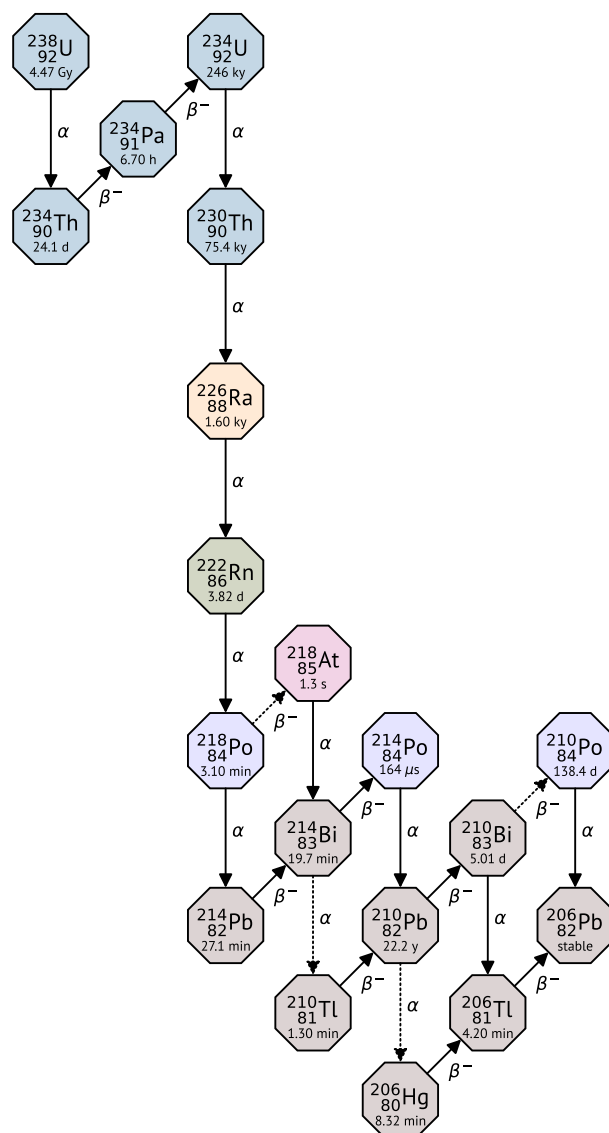 238 92 U
4.47 Gy
234 92 U
246 ky
β−
α
α
234 91 Pa
6.70 h
β−
234 90 Th
24.1 d
230 90 Th
75.4 ky
α
226 88 Ra
1.60 ky
α
222 86 Rn
3.82 d
α
218 85 At
1.3 s
β−
218 84 Po
3.10 min
α
214 84 Po
164 μs
210 84 Po
138.4 d
β−
β−
α
214 83 Bi
19.7 min
α
210 83 Bi
5.01 d
α
β−
β−
214 82 Pb
27.1 min
α
210 82 Pb
22.2 y
α
206 82 Pb
stable
β−
β−
210 81 Tl
1.30 min
α
206 81 Tl
4.20 min
β−
206 80 Hg
8.32 min